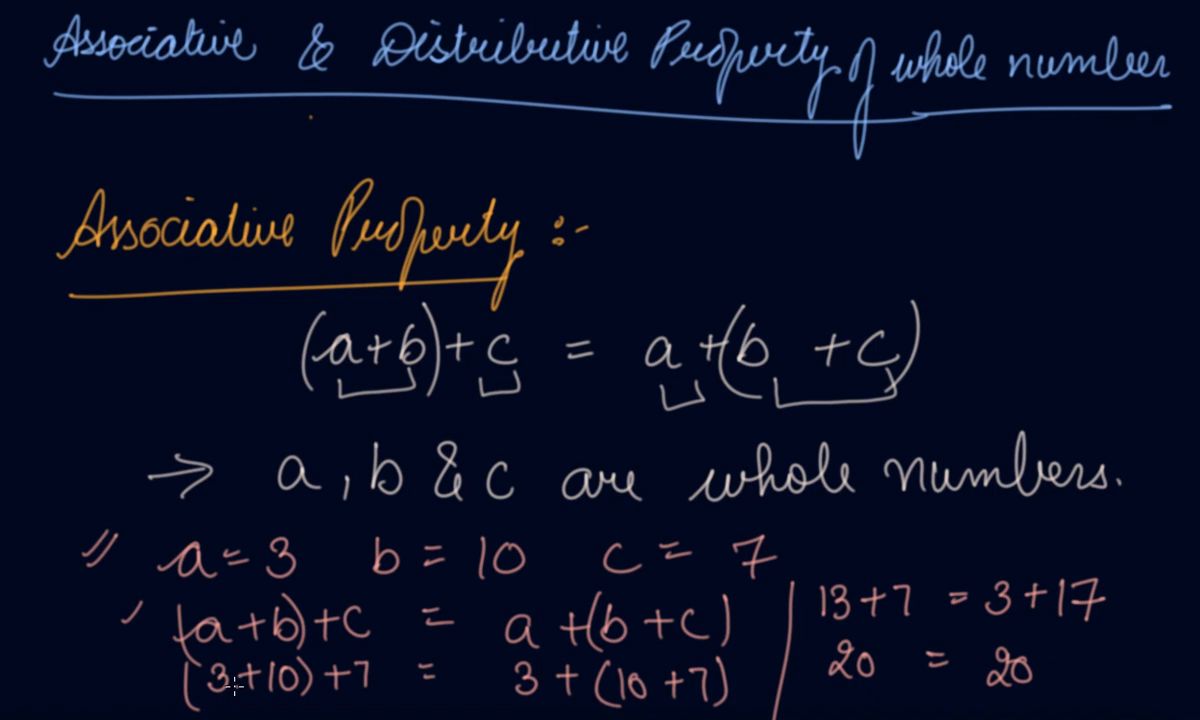 Associative & Distributive Property of whole number
Associative Property :-
(a+b)+c = a+(b +c)
→ a, b & c are whole numbers.
// a=3 b=10 c=7
(a+b)+c = a+(b+c)
(3+10)+7 = 3+(10+7)
13+7 = 3+17
20 = 20